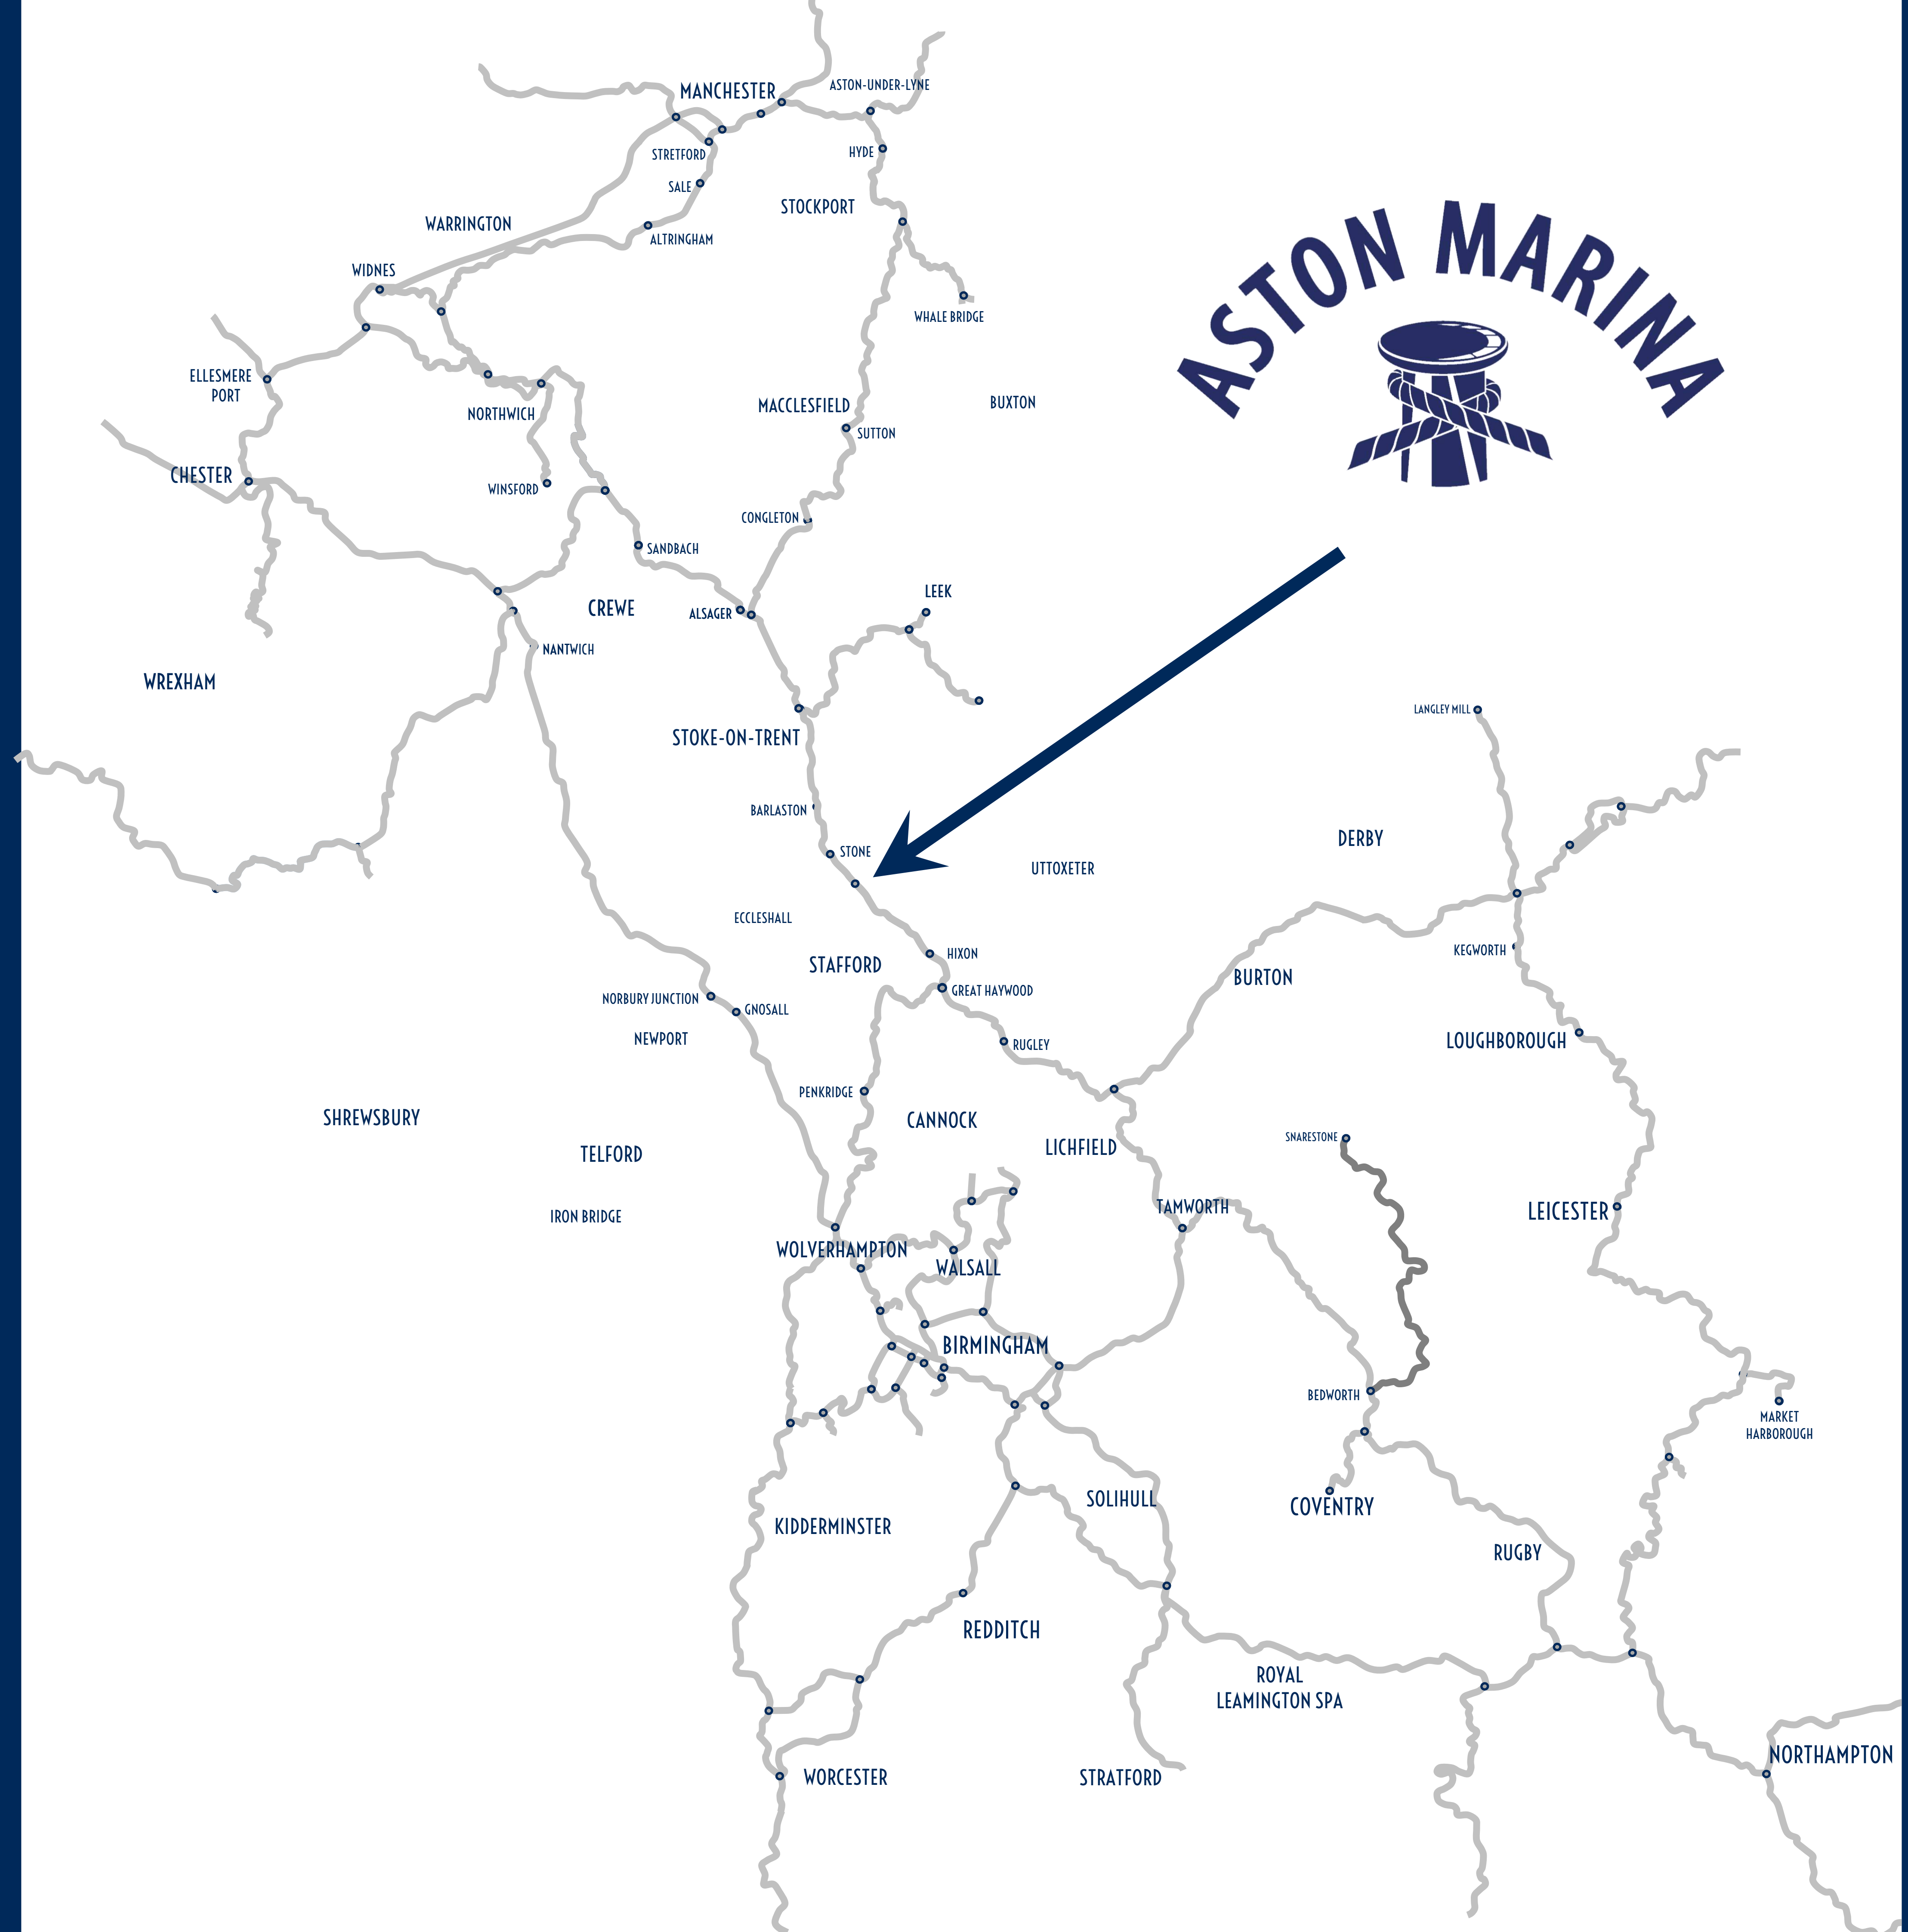 MANCHESTER
ASTON-UNDER-LYNE
STRETFORD
HYDE
SALE
STOCKPORT
WARRINGTON
ALTRINGHAM
WIDNES
WHALE BRIDGE
ASTON MARINA
ELLESMERE
PORT
NORTHWICH
MACCLESFIELD
BUXTON
SUTTON
CHESTER
WINSFORD
CONGLETON
SANDBACH
LEEK
CREWE
ALSAGER
NANTWICH
WREXHAM
LANGLEY MILL
STOKE-ON-TRENT
BARLASTON
DERBY
STONE
UTTOXETER
ECCLESHALL
KEGWORTH
HIXON
STAFFORD
BURTON
GREAT HAYWOOD
NORBURY JUNCTION
GNOSALL
NEWPORT
LOUGHBOROUGH
RUGLEY
PENKRIDGE
SHREWSBURY
CANNOCK
SNARESTONE
LICHFIELD
TELFORD
TAMWORTH
LEICESTER
IRON BRIDGE
WOLVERHAMPTON
WALSALL
BIRMINGHAM
BEDWORTH
MARKET
HARBOROUGH
SOLIHULL
COVENTRY
KIDDERMINSTER
RUGBY
REDDITCH
ROYAL
LEAMINGTON SPA
NORTHAMPTON
WORCESTER
STRATFORD